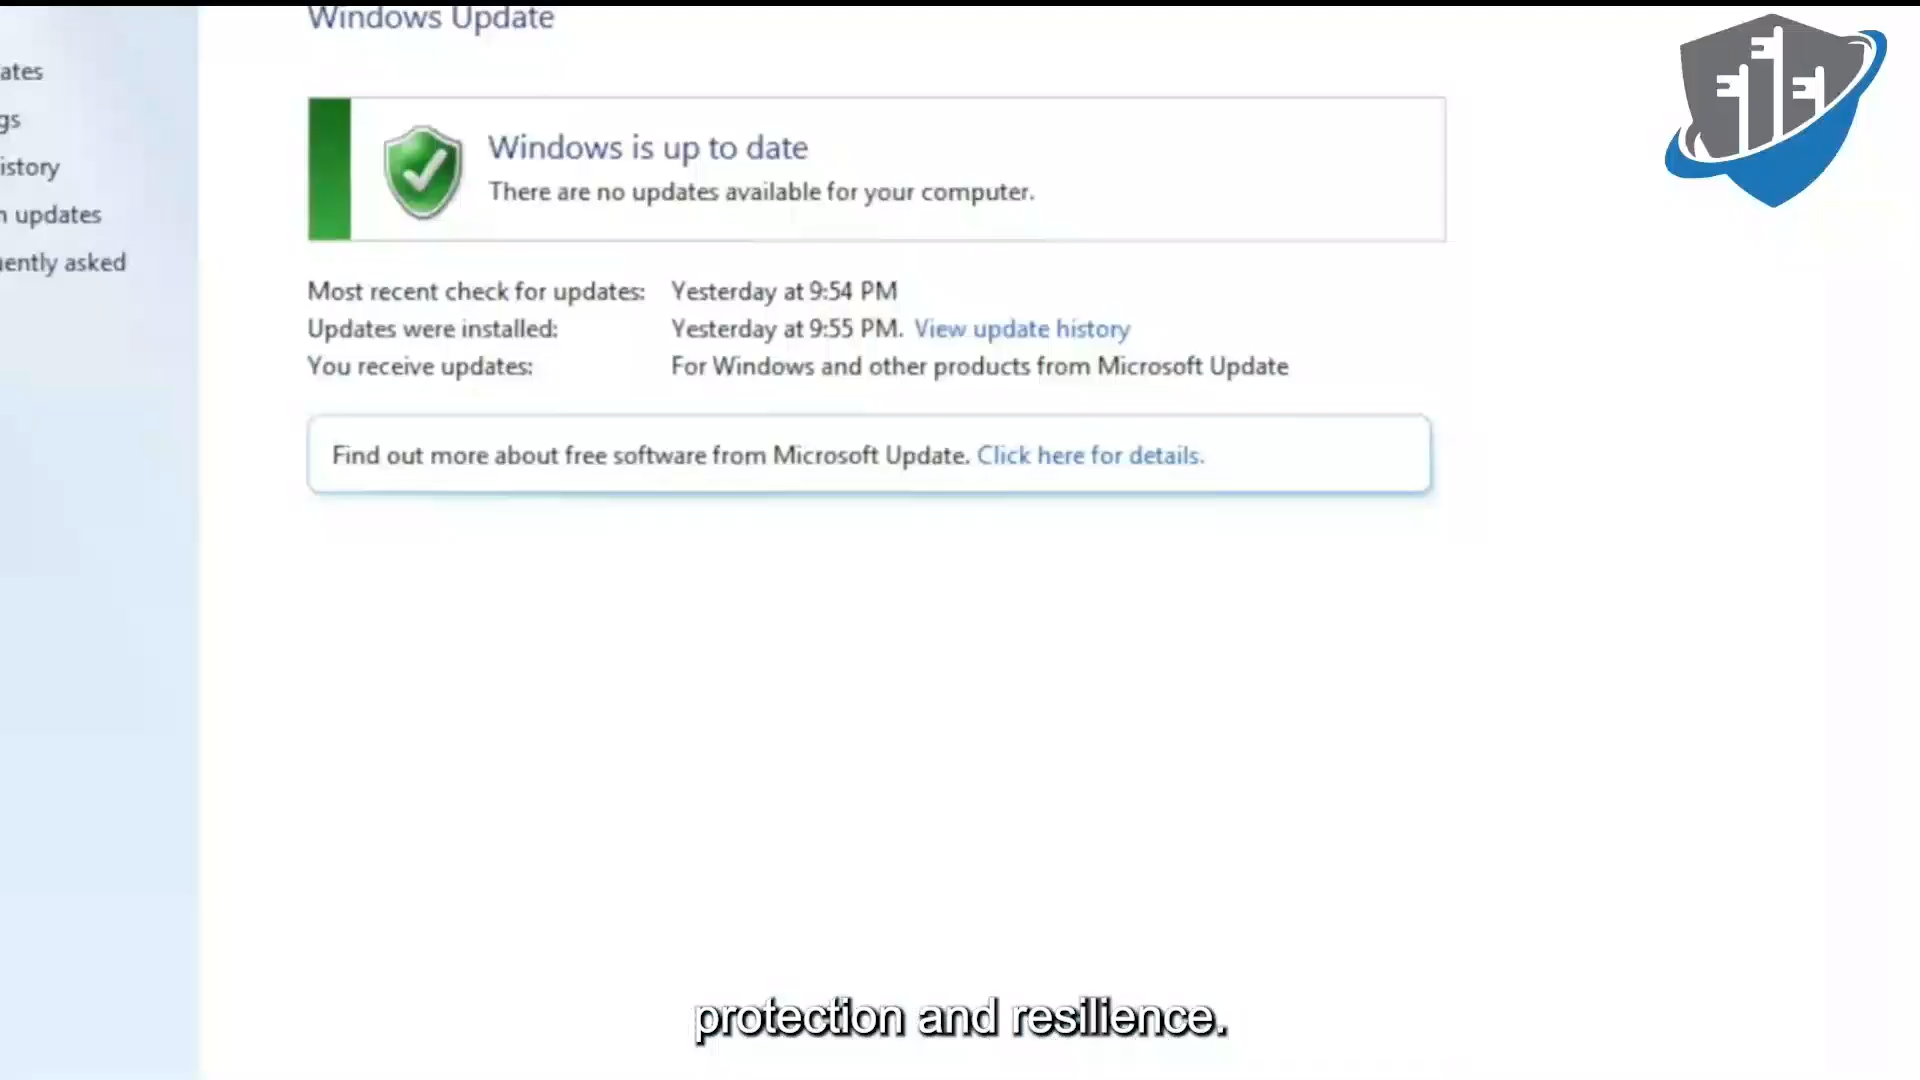 Windows Update
ates
gs
istory
updates
ently asked
Windows is up to date
There are no updates available for your computer.
Most recent check for updates: Yesterday at 9:54 PM
Updates were installed: Yesterday at 9:55 PM. View update history
You receive updates: For Windows and other products from Microsoft Update
Find out more about free software from Microsoft Update. Click here for details.
protection and resilience.